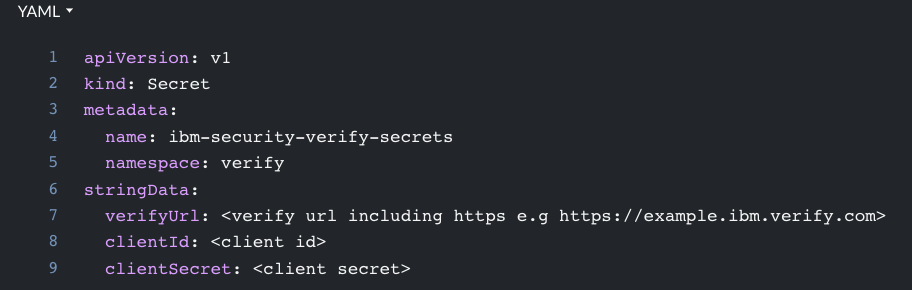 YAML
1 apiVersion: v1
2 kind: Secret
3 metadata:
4   name: ibm-security-verify-secrets
5   namespace: verify
6 stringData:
7   verifyUrl: <verify url including https e.g https://example.ibm.verify.com>
8   clientId: <client id>
9   clientSecret: <client secret>